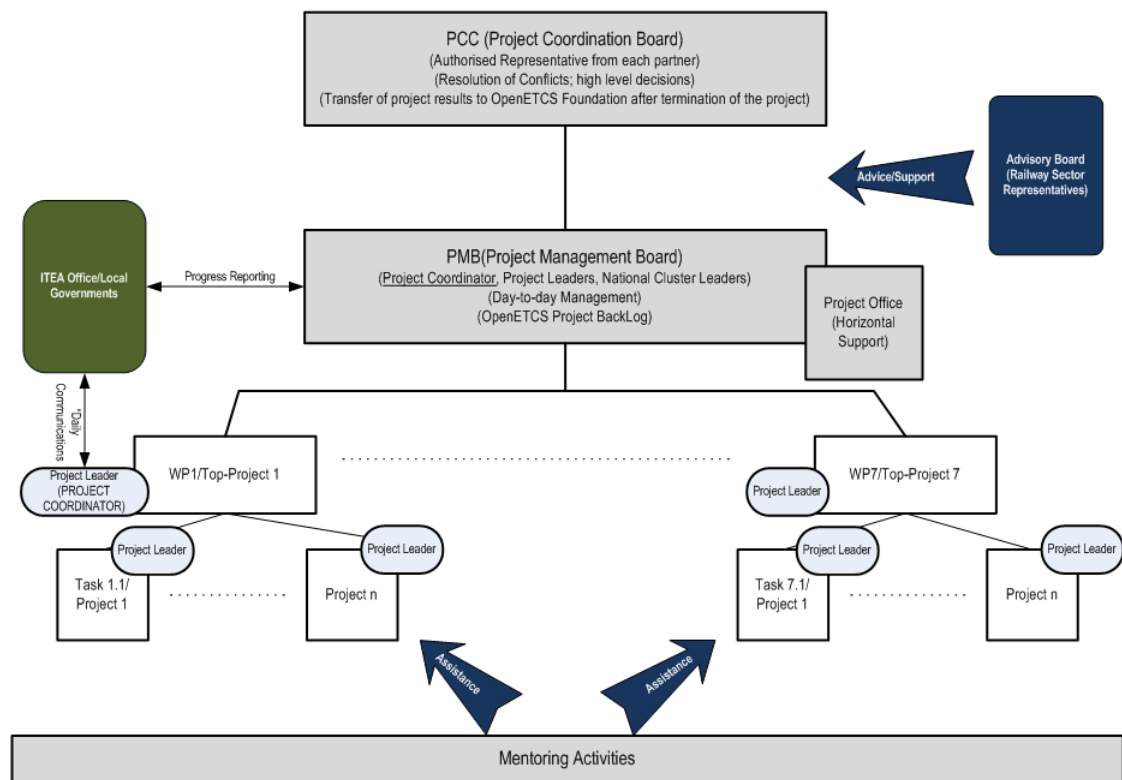 PCC (Project Coordination Board)
(Authorised Representative from each partner)
(Resolution of Conflicts; high level decisions)
(Transfer of project results to OpenETCS Foundation after termination of the project)
Advisory Board
(Railway Sector
Representatives)
Advice/Support
ITEA Office/Local
Governments
Progress Reporting
PMB(Project Management Board)
(Project Coordinator, Project Leaders, National Cluster Leaders)
(Day-to-day Management)
(OpenETCS Project BackLog)
Project Office
(Horizontal
Support)
"Daily
Communications
Project Leader
(PROJECT
COORDINATOR)
WP1/Top-Project 1
Project Leader
WP7/Top-Project 7
Project Leader
Task 1.1/
Project 1
Project Leader
Project n
Project Leader
Task 7.1/
Project 1
Project Leader
Project n
Assistance
Assistance
Mentoring Activities